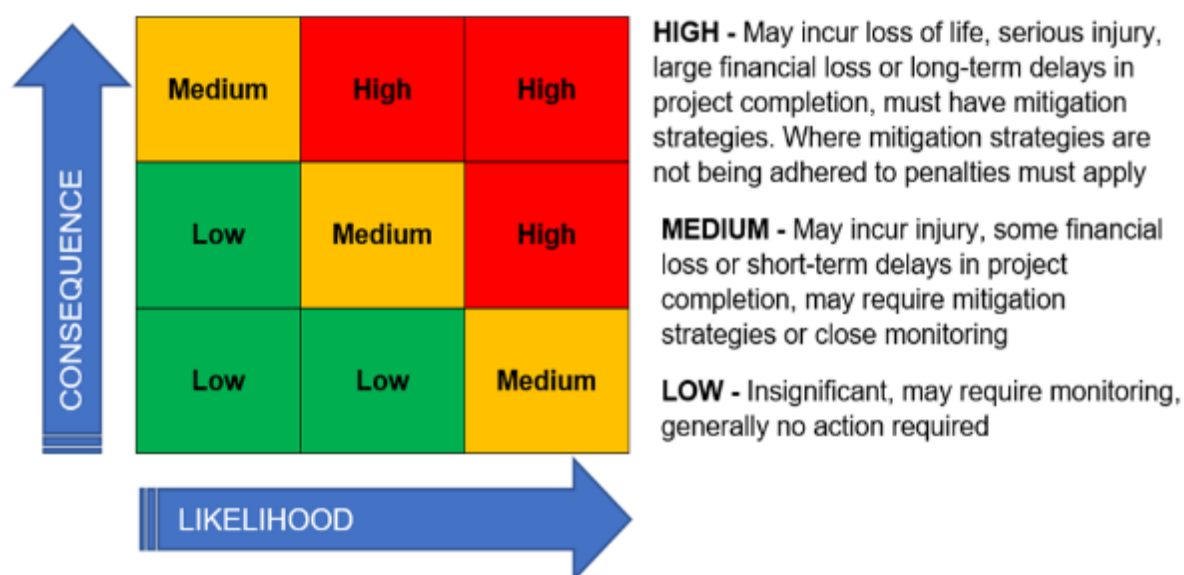 CONSEQUENCE
Medium High High
Low Medium High
Low Low Medium
LIKELIHOOD
HIGH - May incur loss of life, serious injury,
large financial loss or long-term delays in
project completion, must have mitigation
strategies. Where mitigation strategies are
not being adhered to penalties must apply
MEDIUM - May incur injury, some financial
loss or short-term delays in project
completion, may require mitigation
strategies or close monitoring
LOW - Insignificant, may require monitoring,
generally no action required